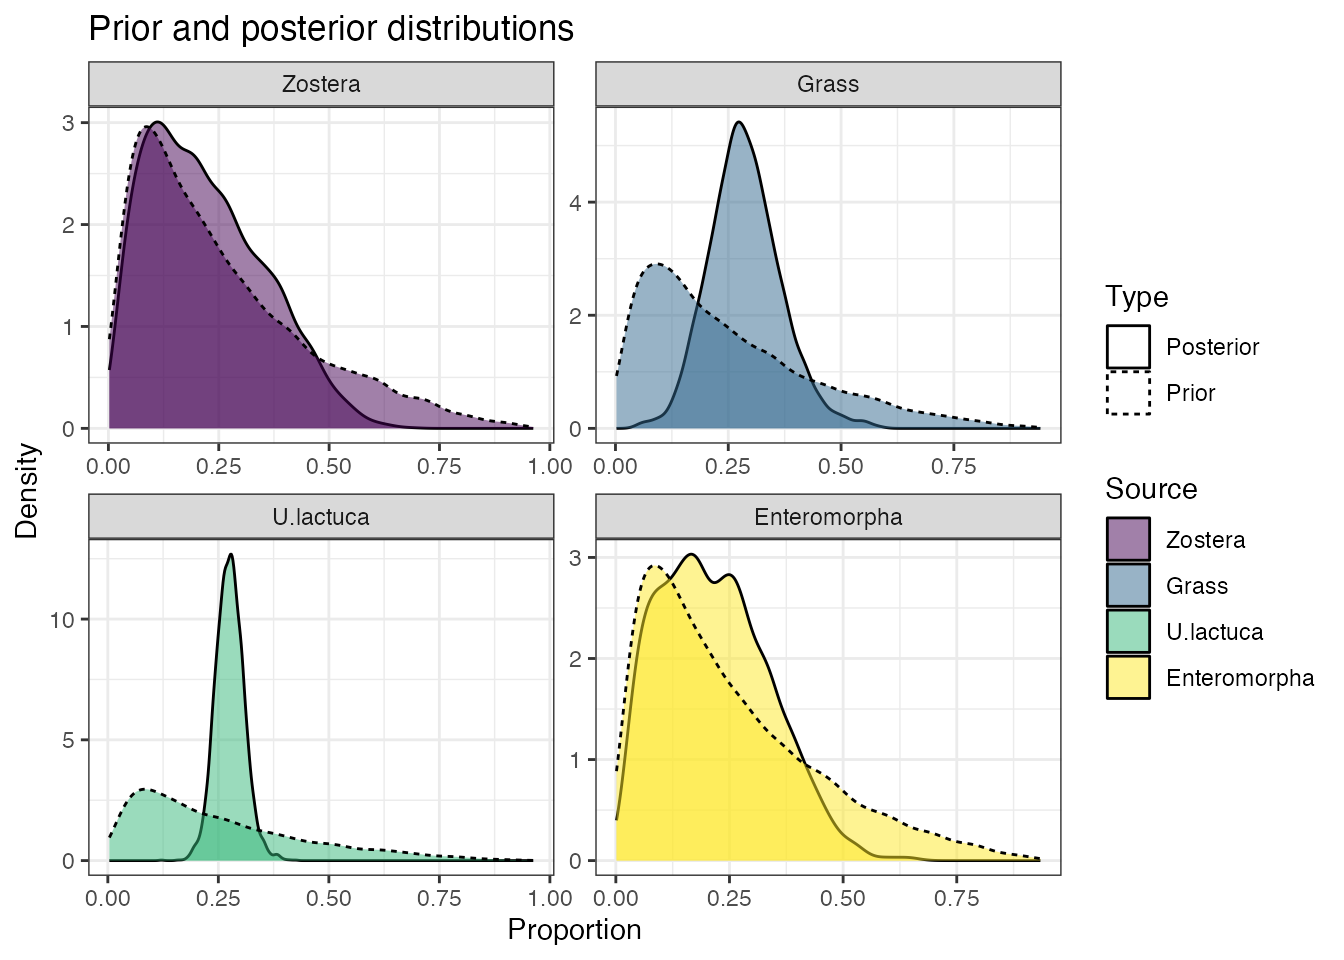 Prior and posterior distributions
Zostera
Grass
3
2
1
0
4
2
0
0.00 0.25 0.50 0.75 1.00
0.00 0.25 0.50 0.75
U.lactuca
Enteromorpha
10
5
0
3
2
1
0
0.00 0.25 0.50 0.75 1.00
0.00 0.25 0.50 0.75
Density
Proportion
Type
Posterior
Prior
Source
Zostera
Grass
U.lactuca
Enteromorpha